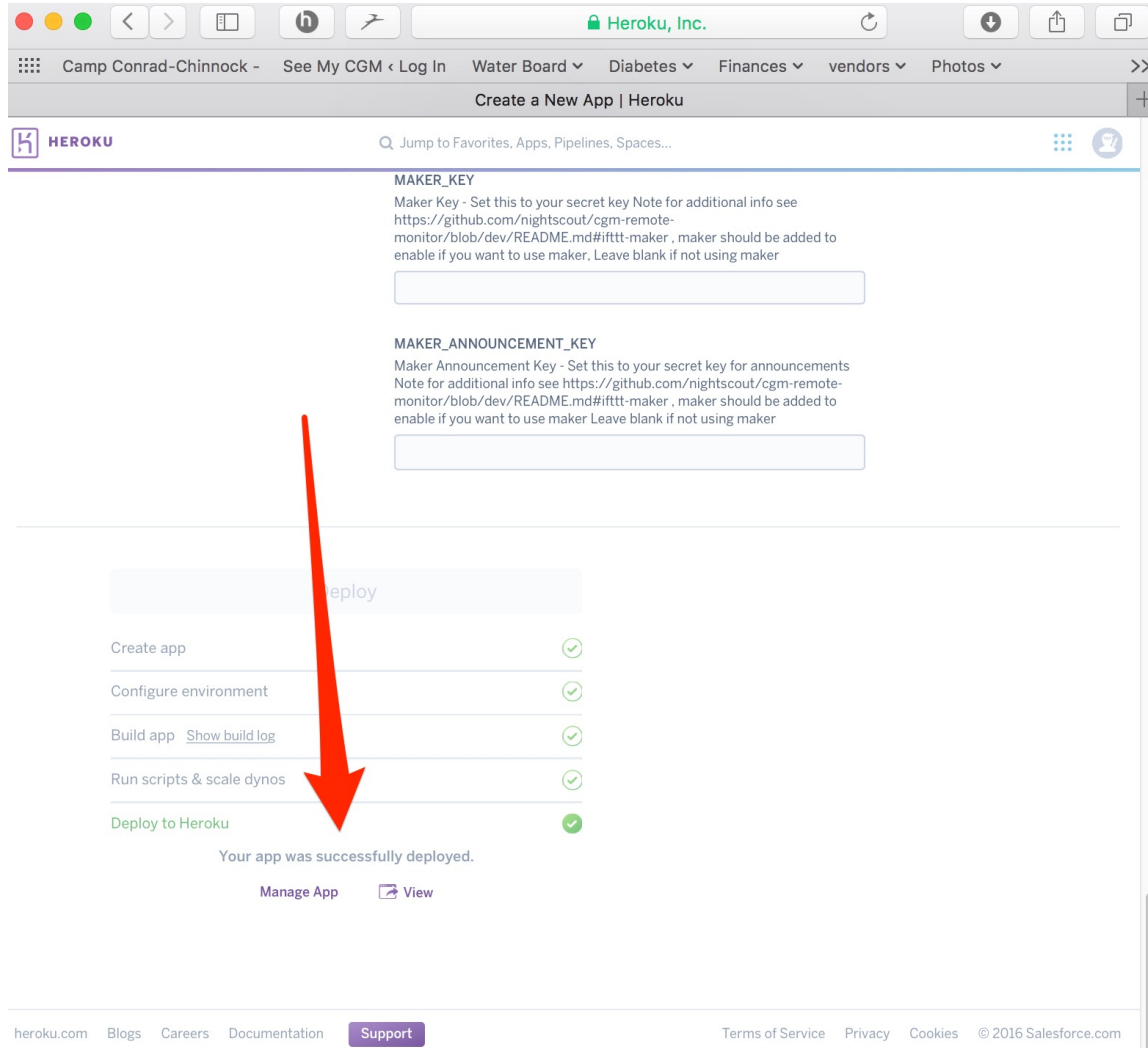 Heroku, Inc.
Camp Conrad-Chinnock - See My CGM ‹ Log In Water Board Diabetes Finances vendors Photos >>
Create a New App | Heroku +
HEROKU Jump to Favorites, Apps, Pipelines, Spaces...
MAKER_KEY
Maker Key - Set this to your secret key Note for additional info see
https://github.com/nightscout/cgm-remote-
monitor/blob/dev/README.md#ifttt-maker , maker should be added to
enable if you want to use maker, Leave blank if not using maker
MAKER_ANNOUNCEMENT_KEY
Maker Announcement Key - Set this to your secret key for announcements
Note for additional info see https://github.com/nightscout/cgm-remote-
monitor/blob/dev/README.md#ifttt-maker , maker should be added to
enable if you want to use maker Leave blank if not using maker
eploy
Create app
Configure environment
Build app Show build log
Run scripts & scale dynos
Deploy to Heroku
Your app was successfully deployed.
Manage App View
heroku.com Blogs Careers Documentation Support Terms of Service Privacy Cookies © 2016 Salesforce.com